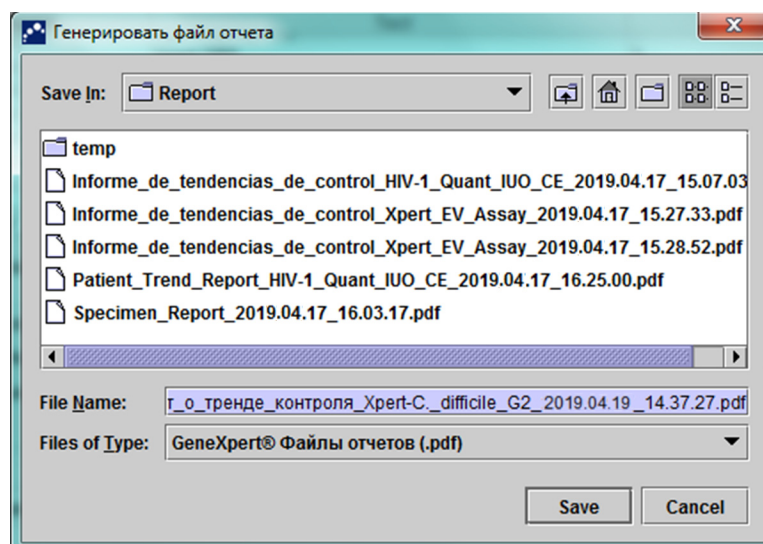 Генерировать файл отчета
Save In: Report
temp
Informe_de_tendencias_de_control_HIV-1_Quant_IUO_CE_2019.04.17_15.07.03
Informe_de_tendencias_de_control_Xpert_EV_Assay_2019.04.17_15.27.33.pdf
Informe_de_tendencias_de_control_Xpert_EV_Assay_2019.04.17_15.28.52.pdf
Patient_Trend_Report_HIV-1_Quant_IUO_CE_2019.04.17_16.25.00.pdf
Specimen_Report_2019.04.17_16.03.17.pdf
File Name: т_о_тренде_контроля_Xpert-C._difficile_G2_2019.04.19_14.37.27.pdf
Files of Type: GeneXpert® Файлы отчетов (.pdf)
Save Cancel